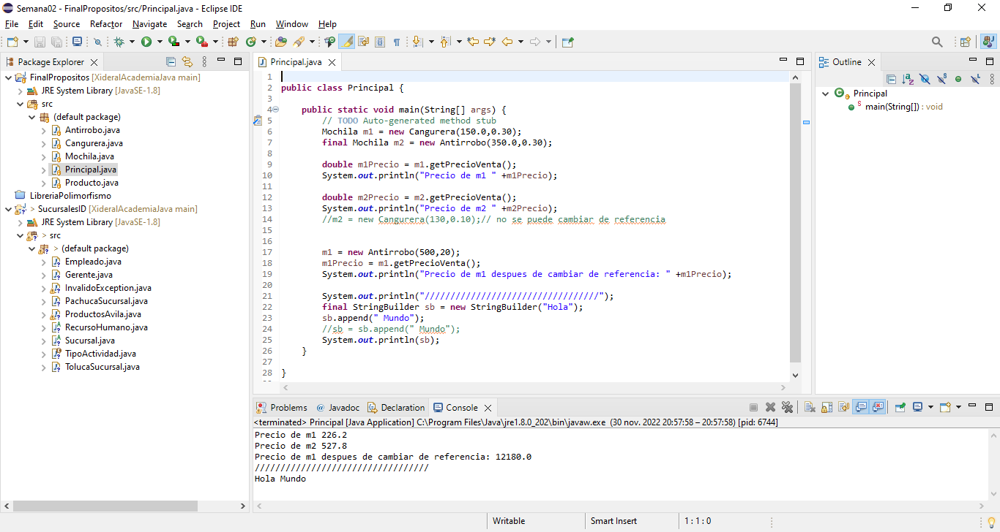 Semana02 - FinalPropositos/src/Principal.java - Eclipse IDE
File Edit Source Refactor Navigate Search Project Run Window Help
Package Explorer
FinalPropositos [XideralAcademiaJava main]
JRE System Library [JavaSE-1.8]
src
(default package)
Antirrobo.java
Cangurera.java
Mochila.java
Principal.java
Producto.java
LibreriaPolimorfismo
> SucursalesID [XideralAcademiaJava main]
JRE System Library [JavaSE-1.8]
> src
> (default package)
Empleado.java
Gerente.java
InvalidoException.java
PachucaSucursal.java
ProductosAvila.java
RecursoHumano.java
Sucursal.java
TipoActividad.java
TolucaSucursal.java
Principal.java
1
2 public class Principal {
3
4 public static void main(String[] args) {
5 // TODO Auto-generated method stub
6 Mochila m1 = new Cangurera(150.0,0.30);
7 final Mochila m2 = new Antirrobo(350.0,0.30);
8
9 double m1Precio = m1.getPrecioVenta();
10 System.out.println("Precio de m1 " +m1Precio);
11
12 double m2Precio = m2.getPrecioVenta();
13 System.out.println("Precio de m2 " +m2Precio);
14 //m2 = new Cangurera(130,0.10);// no se puede cambiar de referencia
15
16
17 m1 = new Antirrobo(500,20);
18 m1Precio = m1.getPrecioVenta();
19 System.out.println("Precio de m1 despues de cambiar de referencia: " +m1Precio);
20
21 System.out.println("//////////////////////////////////");
22 final StringBuilder sb = new StringBuilder("Hola");
23 sb.append(" Mundo");
24 //sb = sb.append(" Mundo");
25 System.out.println(sb);
26 }
27
28 }
Outline
Principal
main(String[]) : void
Problems @ Javadoc Declaration Console
<terminated> Principal [Java Application] C:\Program Files\Java\jre1.8.0_202\bin\javaw.exe (30 nov. 2022 20:57:58 – 20:57:58) [pid: 6744]
Precio de m1 226.2
Precio de m2 527.8
Precio de m1 despues de cambiar de referencia: 12180.0
//////////////////////////////////
Hola Mundo
Writable Smart Insert 1 : 1 : 0